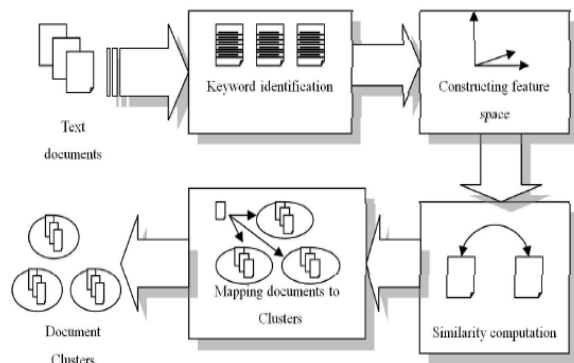 Text
documents
Keyword identification
Constructing feature
space
Similarity computation
Mapping documents to
Clusters
Document
Clusters